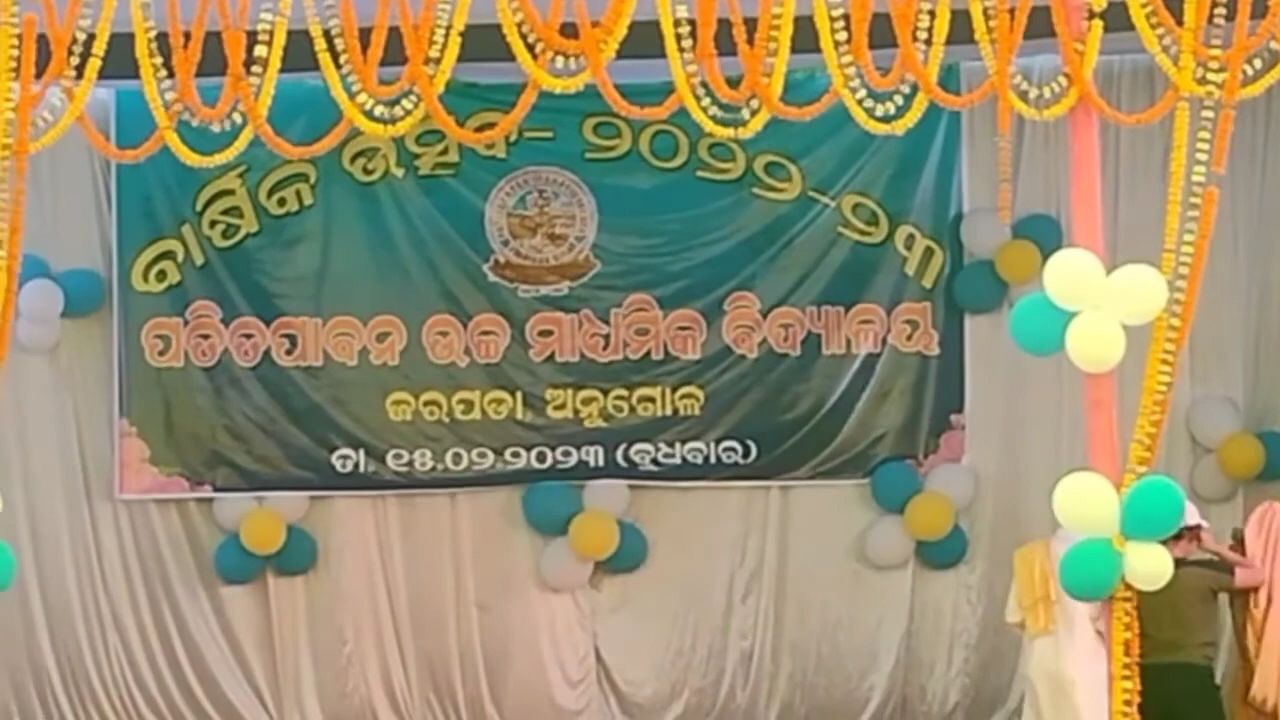 ବାର୍ଷିକ ଉତ୍ସବ- ୨୦୨୨-୨୩
ପତିତପାବନ ଉଚ୍ଚ ମାଧ୍ୟମିକ ବିଦ୍ୟାଳୟ
ଜରପଡା, ଅନୁଗୋଳ
ତା. ୧୫.୦୨.୨୦୨୩ (ବୁଧବାର)